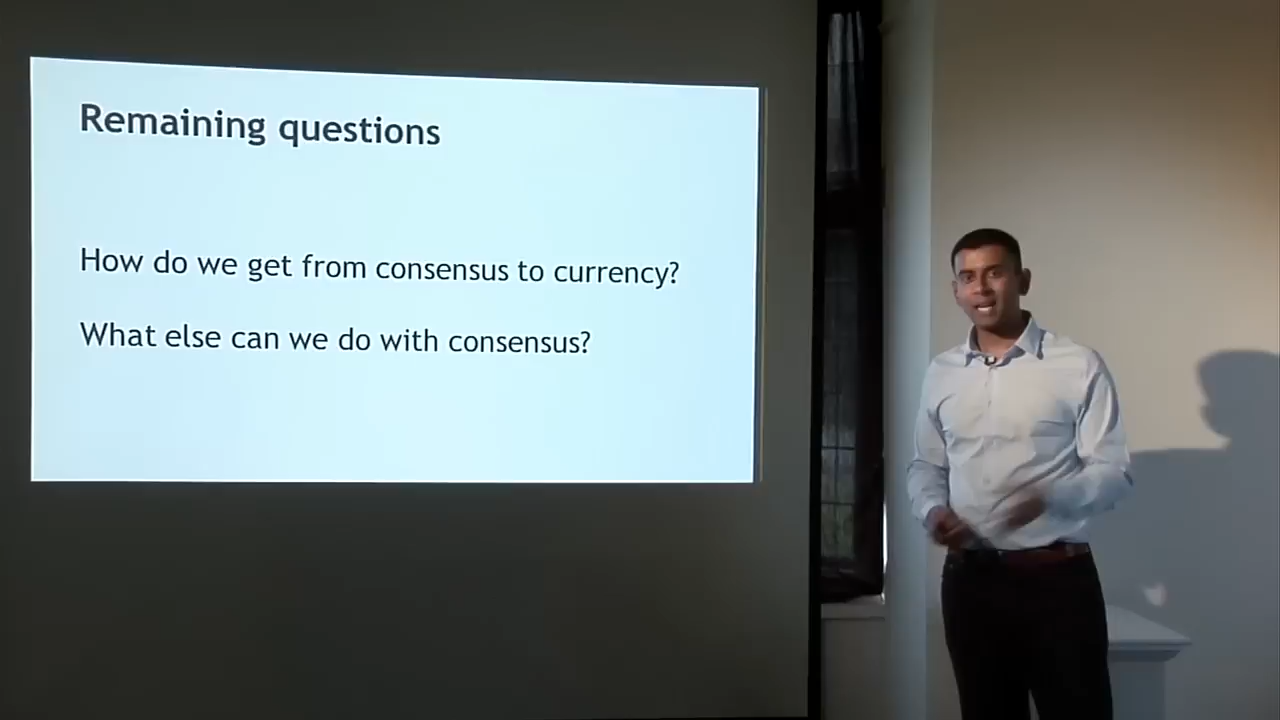 Remaining questions
How do we get from consensus to currency?
What else can we do with consensus?